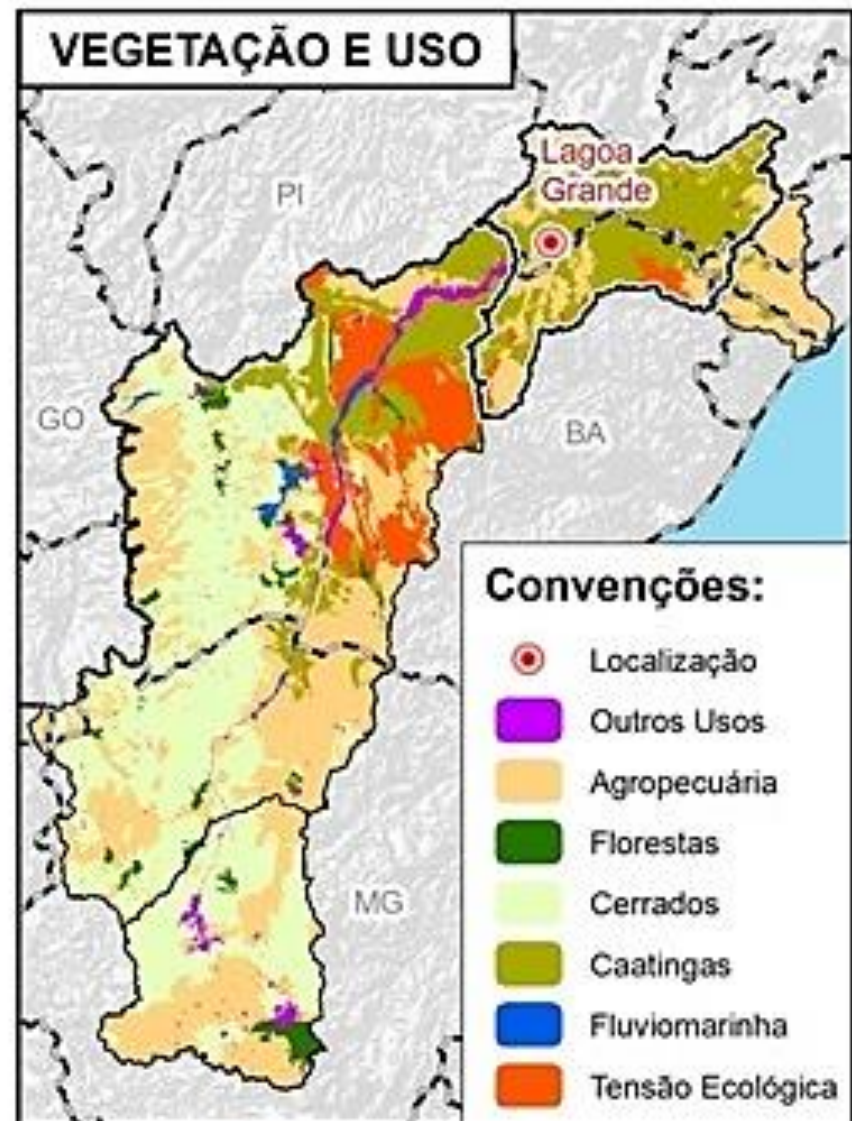 VEGETAÇÃO E USO
Lagoa
Grande
PI
GO
BA
MG
Convenções:
Localização
Outros Usos
Agropecuária
Florestas
Cerrados
Caatingas
Fluviomarinha
Tensão Ecológica